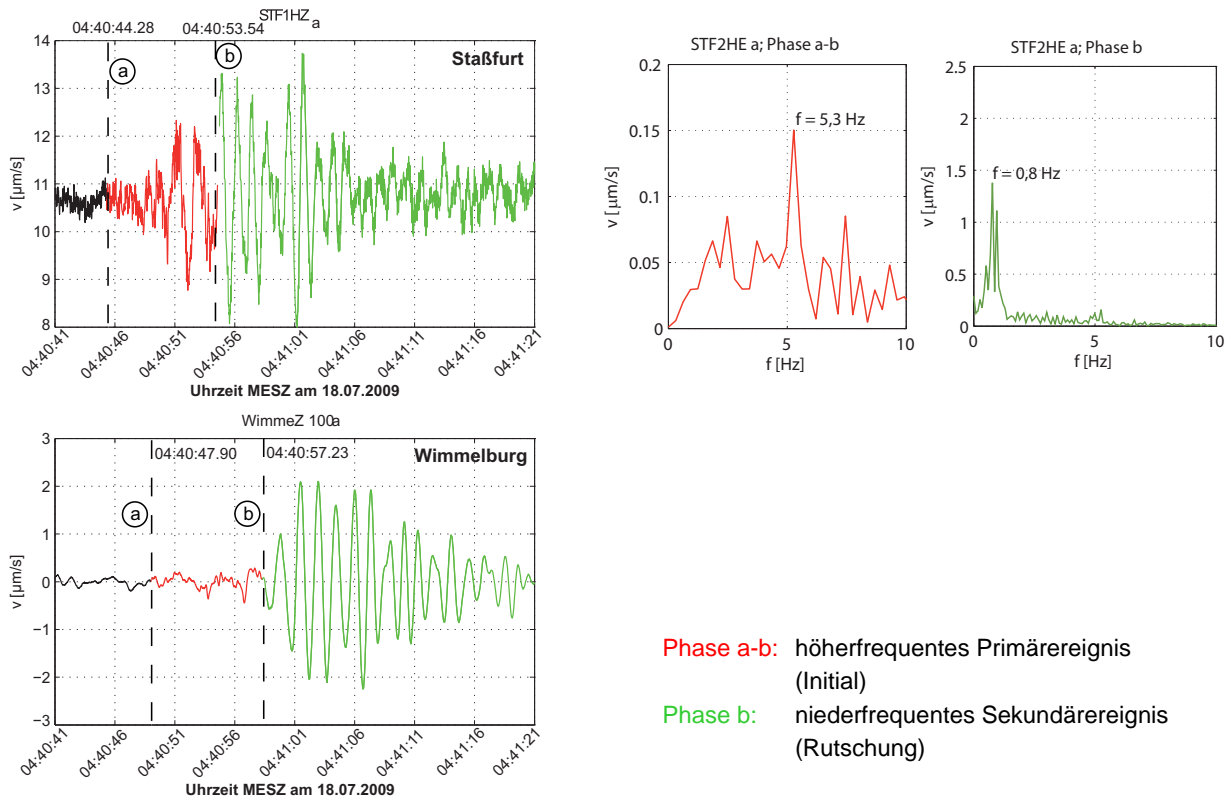 STF1HZ a
04:40:44.28
04:40:53.54
14
13
12
11
10
9
8
v [µm/s]
a
b
Staßfurt
04:40:41
04:40:46
04:40:51
04:40:56
04:41:01
04:41:06
04:41:11
04:41:16
04:41:21
Uhrzeit MESZ am 18.07.2009
STF2HE a; Phase a-b
0.2
0.15
0.1
0.05
0
v [µm/s]
f = 5,3 Hz
0
5
10
f [Hz]
STF2HE a; Phase b
2.5
2
1.5
1
0.5
0
v [µm/s]
f = 0,8 Hz
0
5
10
f [Hz]
WimmeZ 100a
3
2
1
0
−1
−2
−3
v [µm/s]
04:40:47.90
04:40:57.23
Wimmelburg
a
b
04:40:41
04:40:46
04:40:51
04:40:56
04:41:01
04:41:06
04:41:11
04:41:16
04:41:21
Uhrzeit MESZ am 18.07.2009
Phase a-b: höherfrequentes Primärereignis
(Initial)
Phase b: niederfrequentes Sekundärereignis
(Rutschung)